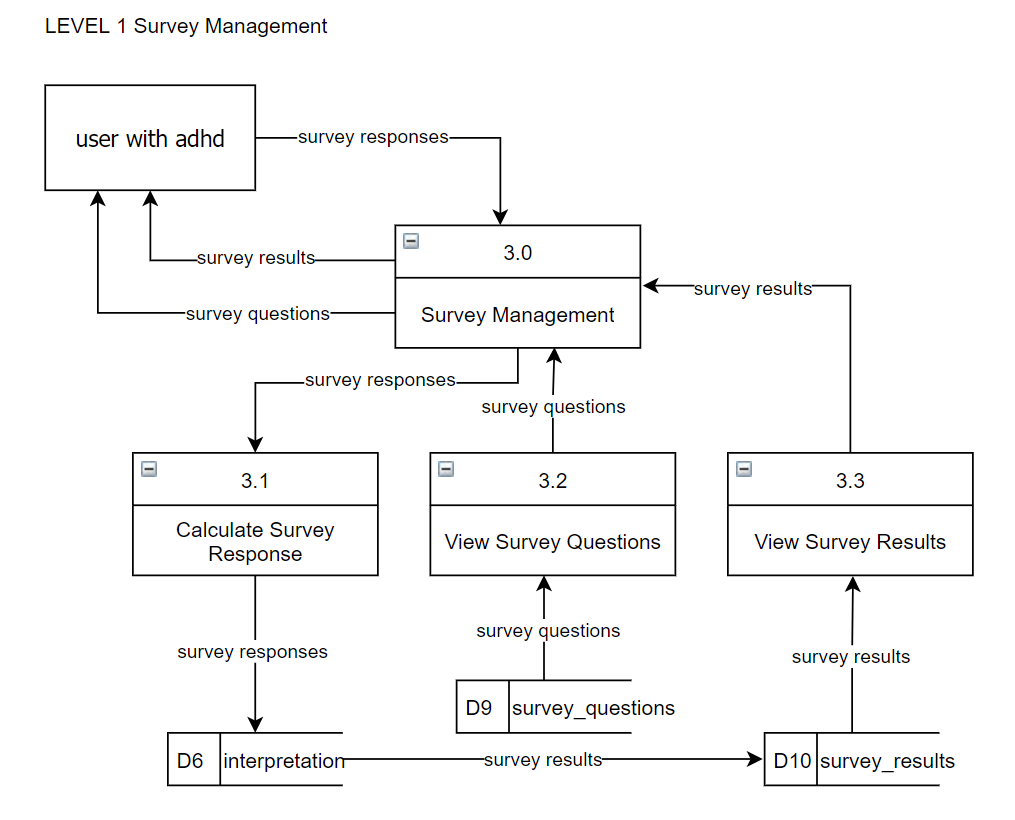 LEVEL 1 Survey Management
user with adhd
survey responses
3.0
Survey Management
survey results
survey questions
survey results
survey responses
survey questions
3.1
Calculate Survey
Response
3.2
View Survey Questions
3.3
View Survey Results
survey responses
survey questions
survey results
D9
survey_questions
D6
interpretation
survey results
D10
survey_results